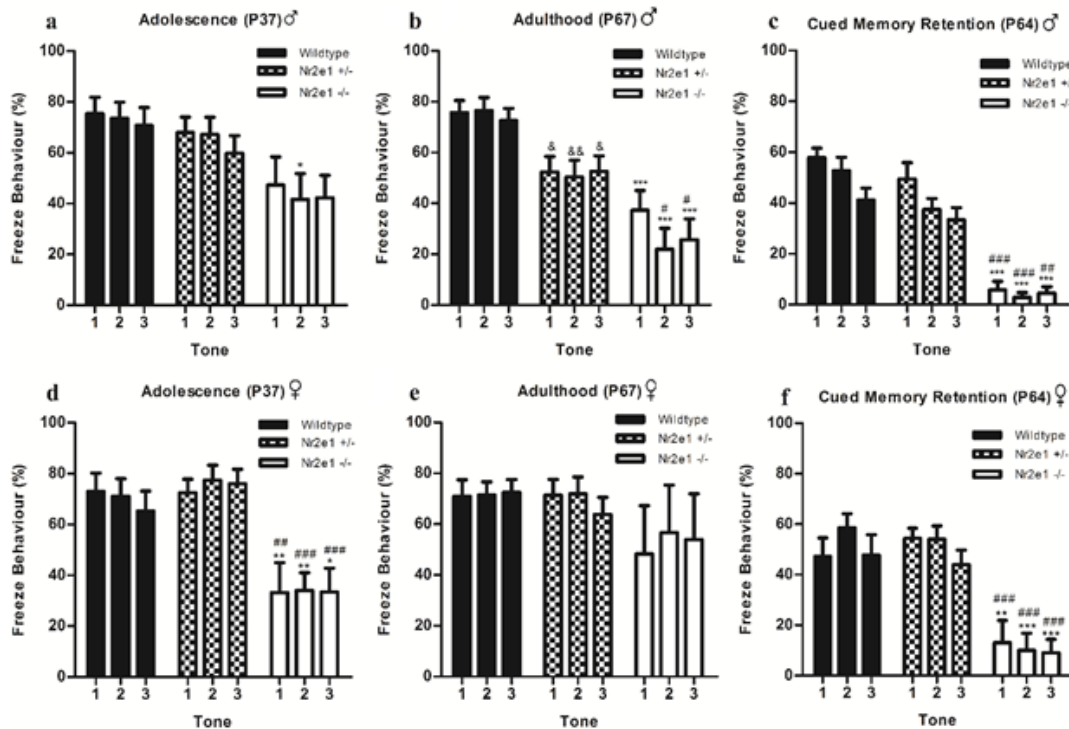 a Adolescence (P37)♂
Freeze Behaviour (%)
100
80
60
40
20
0
Wildtype
Nr2e1 +/-
Nr2e1 -/-
*
1 2 3 1 2 3 1 2 3
Tone
b Adulthood (P67)♂
Freeze Behaviour (%)
100
80
60
40
20
0
Wildtype
Nr2e1 +/-
Nr2e1 -/-
& && &
# #
*** *** ***
1 2 3 1 2 3 1 2 3
Tone
c Cued Memory Retention (P64)♂
Freeze Behaviour (%)
100
80
60
40
20
0
Wildtype
Nr2e1 +/-
Nr2e1 -/-
### ### ##
*** *** ***
1 2 3 1 2 3 1 2 3
Tone
d Adolescence (P37)♀
Freeze Behaviour (%)
100
80
60
40
20
0
Wildtype
Nr2e1 +/-
Nr2e1 -/-
## ### ###
** ** *
1 2 3 1 2 3 1 2 3
Tone
e Adulthood (P67)♀
Freeze Behaviour (%)
100
80
60
40
20
0
Wildtype
Nr2e1 +/-
Nr2e1 -/-
1 2 3 1 2 3 1 2 3
Tone
f Cued Memory Retention (P64)♀
Freeze Behaviour (%)
100
80
60
40
20
0
Wildtype
Nr2e1 +/-
Nr2e1 -/-
### ### ###
** *** ***
1 2 3 1 2 3 1 2 3
Tone